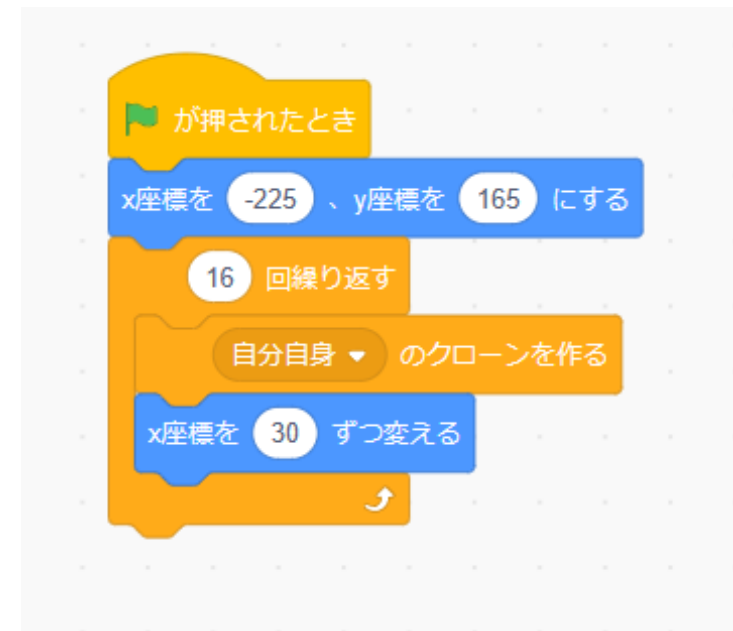 が押されたとき
x座標を -225 、y座標を 165 にする
16 回繰り返す
自分自身 のクローンを作る
x座標を 30 ずつ変える